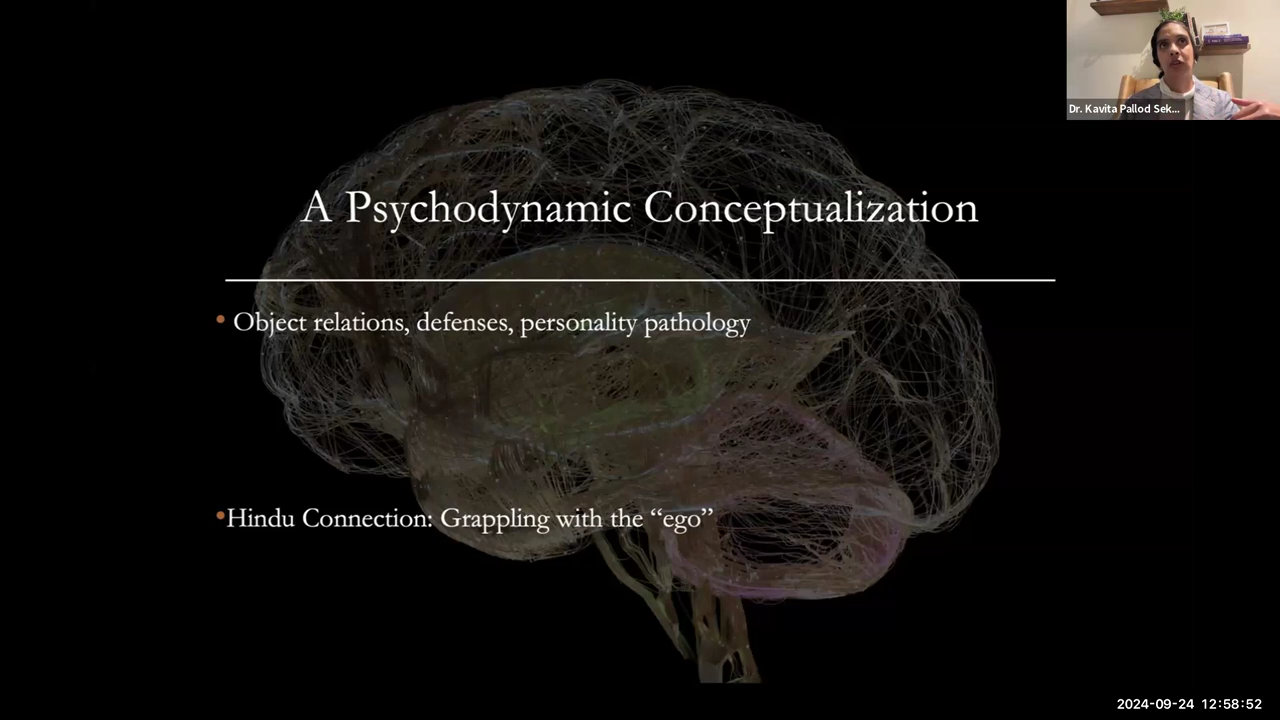 Dr. Kavita Pallod Sek...
A Psychodynamic Conceptualization
• Object relations, defenses, personality pathology
•Hindu Connection: Grappling with the “ego”
2024-09-24 12:58:52